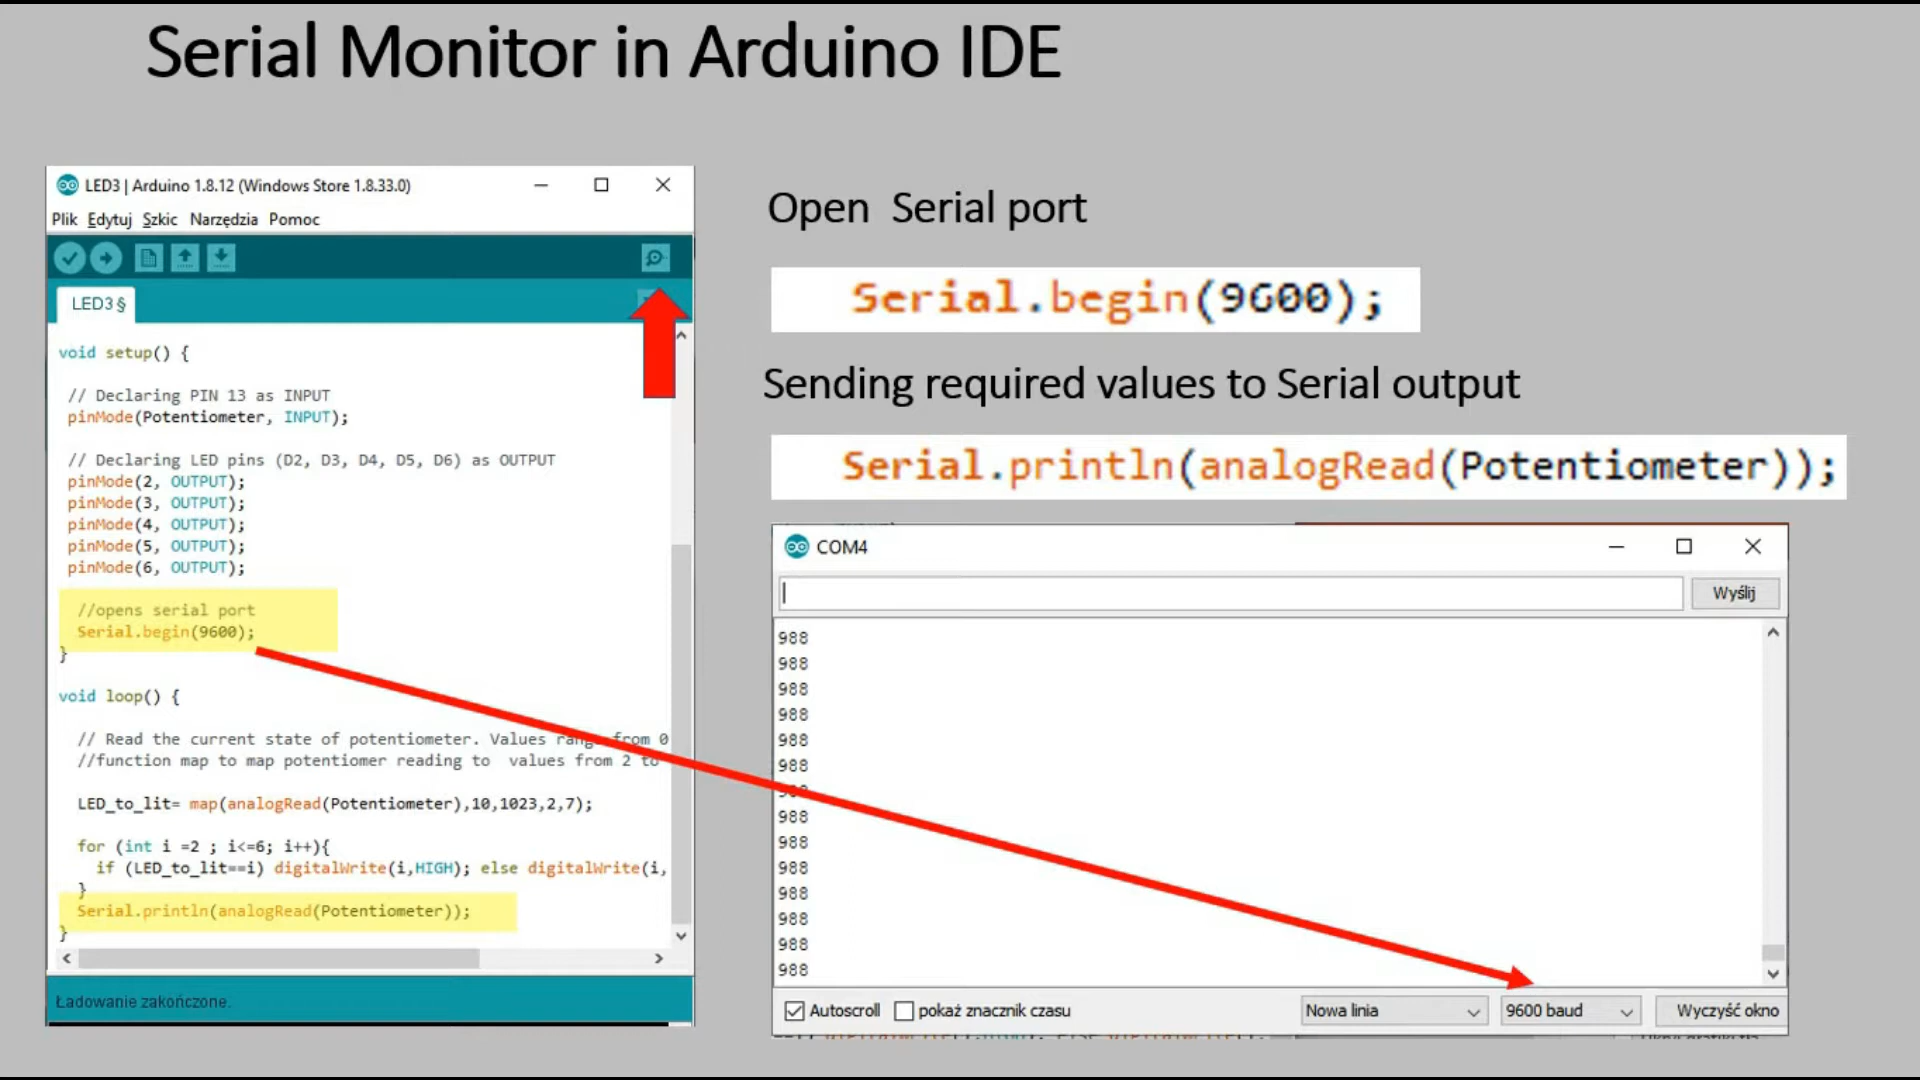 Serial Monitor in Arduino IDE
LED3 | Arduino 1.8.12 (Windows Store 1.8.33.0)
Plik Edytuj Szkic Narzędzia Pomoc
LED3 §
void setup() {
// Declaring PIN 13 as INPUT
pinMode(Potentiometer, INPUT);
// Declaring LED pins (D2, D3, D4, D5, D6) as OUTPUT
pinMode(2, OUTPUT);
pinMode(3, OUTPUT);
pinMode(4, OUTPUT);
pinMode(5, OUTPUT);
pinMode(6, OUTPUT);
//opens serial port
Serial.begin(9600);
}
void loop() {
// Read the current state of potentiometer. Values range from 0
//function map to map potentiomer reading to values from 2 to
LED_to_lit= map(analogRead(Potentiometer),10,1023,2,7);
for (int i =2 ; i<=6; i++){
if (LED_to_lit==i) digitalWrite(i,HIGH); else digitalWrite(i,
}
Serial.println(analogRead(Potentiometer));
}
Ładowanie zakończone.
Open Serial port
Serial.begin(9600);
Sending required values to Serial output
Serial.println(analogRead(Potentiometer));
COM4
Wyślij
988
988
988
988
988
988
988
988
988
988
988
988
988
988
Autoscroll pokaż znacznik czasu Nowa linia 9600 baud Wyczyść okno